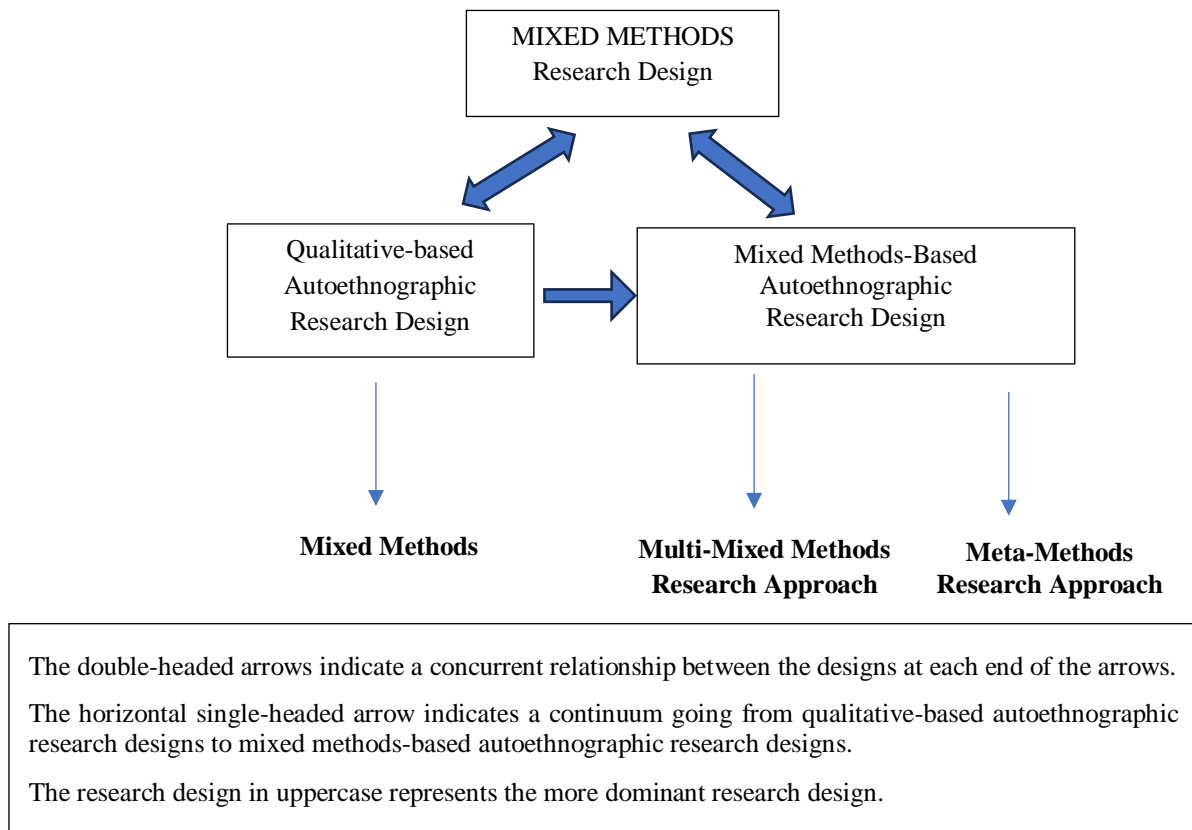 MIXED METHODS
Research Design
Qualitative-based
Autoethnographic
Research Design
Mixed Methods-Based
Autoethnographic
Research Design
Mixed Methods
Multi-Mixed Methods
Research Approach
Meta-Methods
Research Approach
The double-headed arrows indicate a concurrent relationship between the designs at each end of the arrows.
The horizontal single-headed arrow indicates a continuum going from qualitative-based autoethnographic
research designs to mixed methods-based autoethnographic research designs.
The research design in uppercase represents the more dominant research design.